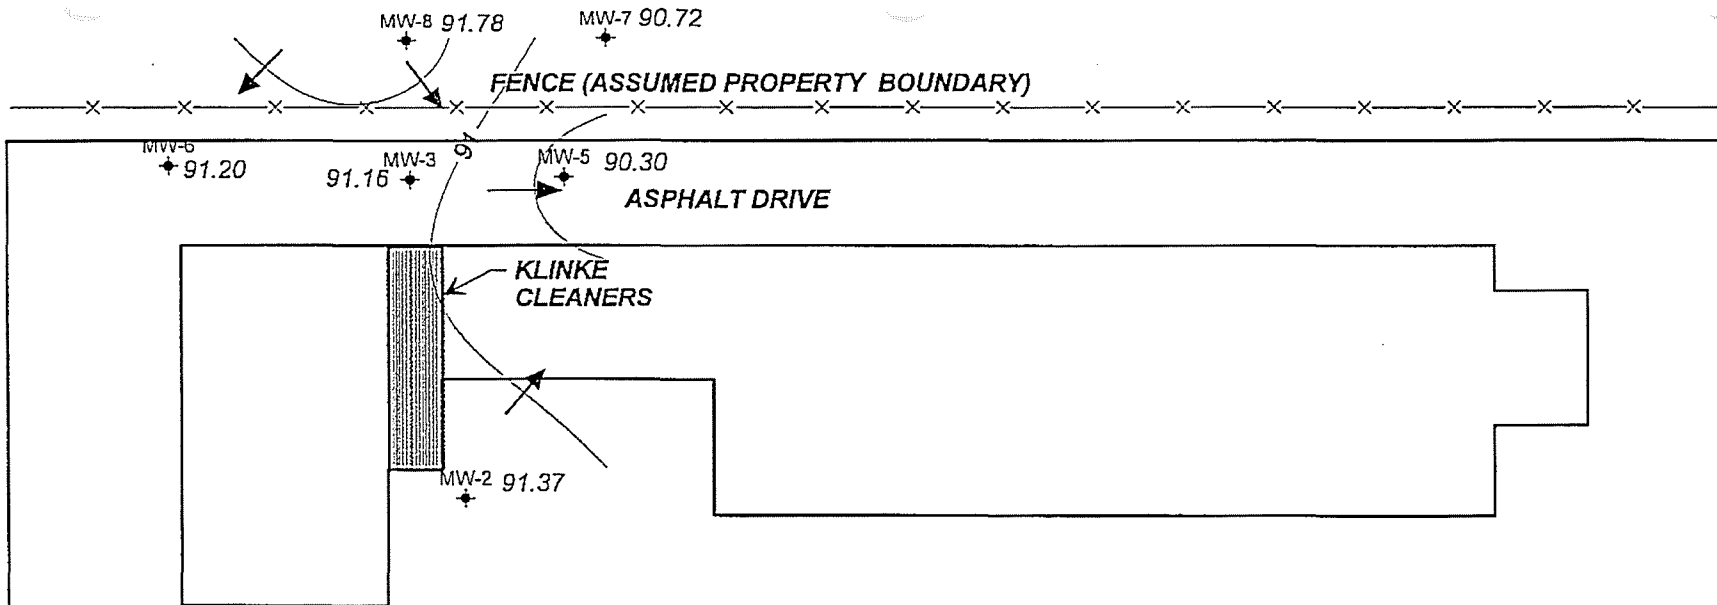 MW-8 91.78
MW-7 90.72
FENCE (ASSUMED PROPERTY BOUNDARY)
91
MW-6
91.20
MW-3
91.16
MW-5 90.30
ASPHALT DRIVE
KLINKE
CLEANERS
MW-2 91.37